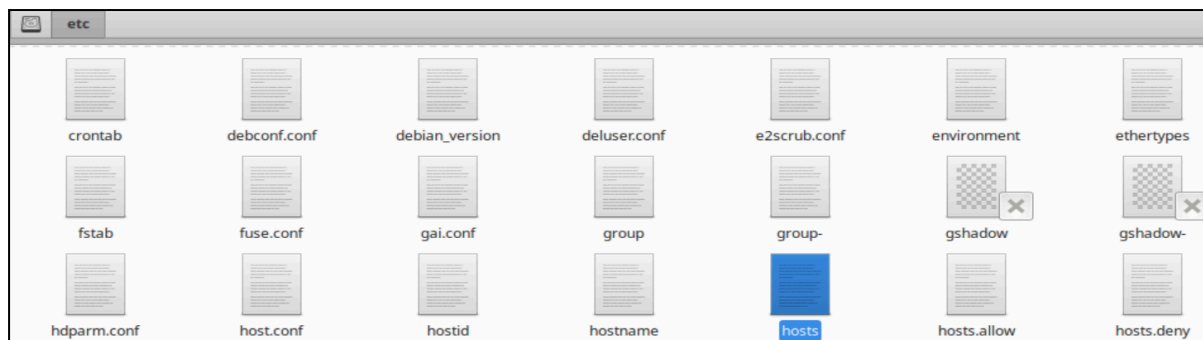 etc
crontab debconf.conf debian_version deluser.conf e2scrub.conf environment ethertypes
fstab fuse.conf gai.conf group group- gshadow gshadow-
hdparm.conf host.conf hostid hostname hosts hosts.allow hosts.deny